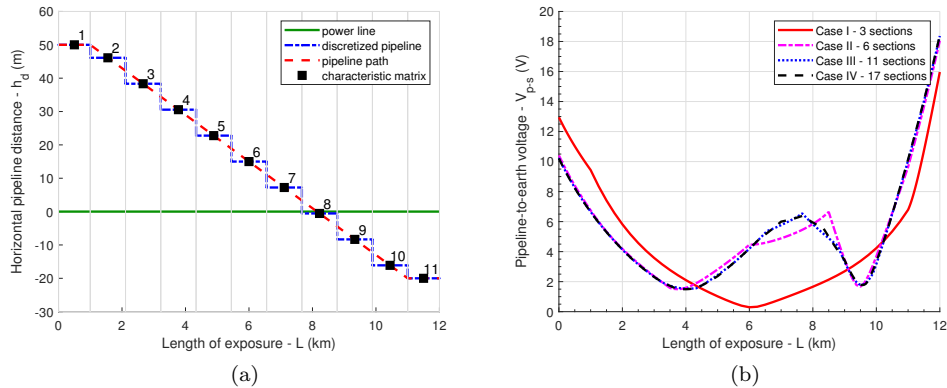 60
50
40
30
20
10
0
-10
-20
-30
Horizontal pipeline distance - h_d (m)
1
2
3
4
5
6
7
8
9
10
11
power line
discretized pipeline
pipeline path
characteristic matrix
0 2 4 6 8 10 12
Length of exposure - L (km)
(a)
20
18
16
14
12
10
8
6
4
2
0
Pipeline-to-earth voltage - V_p-s (V)
Case I - 3 sections
Case II - 6 sections
Case III - 11 sections
Case IV - 17 sections
0 2 4 6 8 10 12
Length of exposure - L (km)
(b)